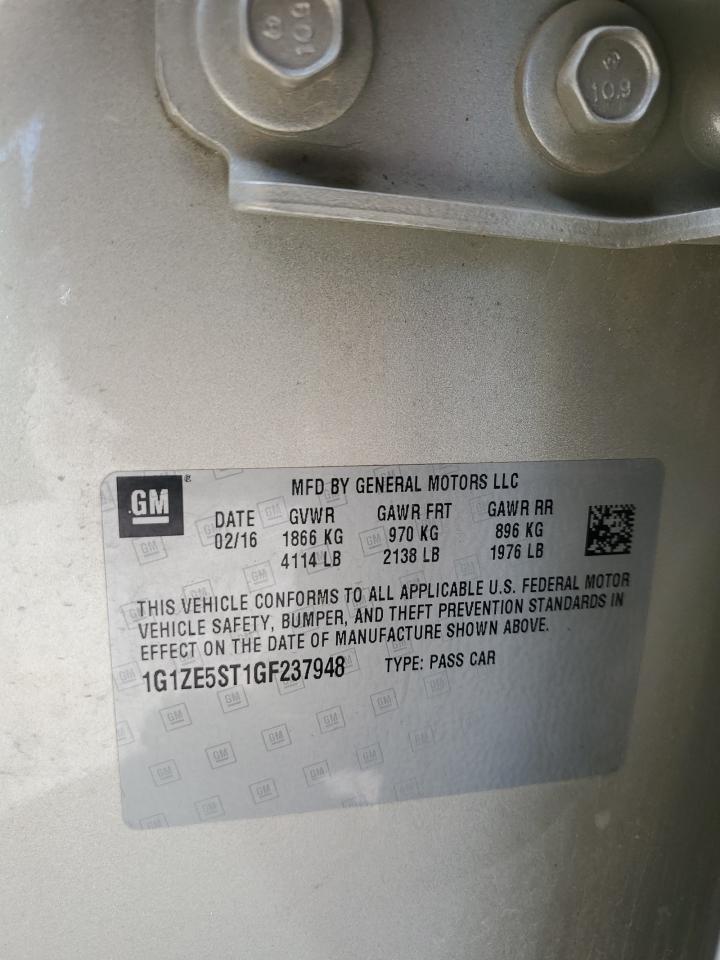 10.9
10.9
GM
MFD BY GENERAL MOTORS LLC
DATE GVWR GAWR FRT GAWR RR
02/16 1866 KG 970 KG 896 KG
4114 LB 2138 LB 1976 LB
THIS VEHICLE CONFORMS TO ALL APPLICABLE U.S. FEDERAL MOTOR
VEHICLE SAFETY, BUMPER, AND THEFT PREVENTION STANDARDS IN
EFFECT ON THE DATE OF MANUFACTURE SHOWN ABOVE.
1G1ZE5ST1GF237948 TYPE: PASS CAR